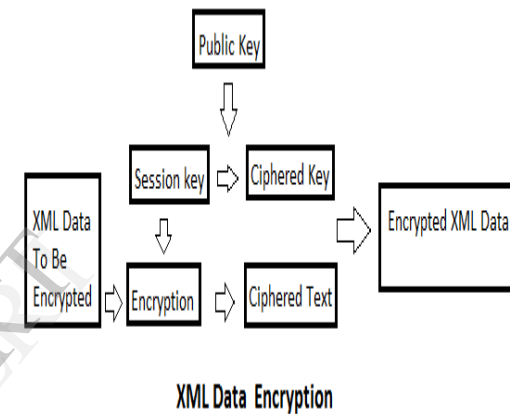 Public Key
Session key
Ciphered Key
XML Data
To Be
Encrypted
Encryption
Ciphered Text
Encrypted XML Data
XML Data Encryption